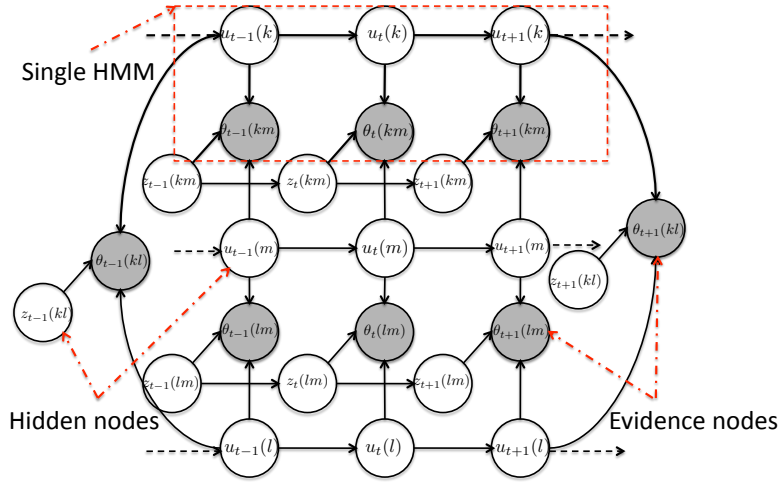 u_{t-1}(k) u_t(k) u_{t+1}(k)
Single HMM
θ_{t-1}(km) θ_t(km) θ_{t+1}(km)
z_{t-1}(km) z_t(km) z_{t+1}(km)
u_{t-1}(m) u_t(m) u_{t+1}(m)
θ_{t+1}(kl)
θ_{t-1}(kl)
z_{t+1}(kl)
z_{t-1}(kl)
θ_{t-1}(lm) θ_t(lm) θ_{t+1}(lm)
z_{t-1}(lm) z_t(lm) z_{t+1}(lm)
Hidden nodes
Evidence nodes
u_{t-1}(l) u_t(l) u_{t+1}(l)